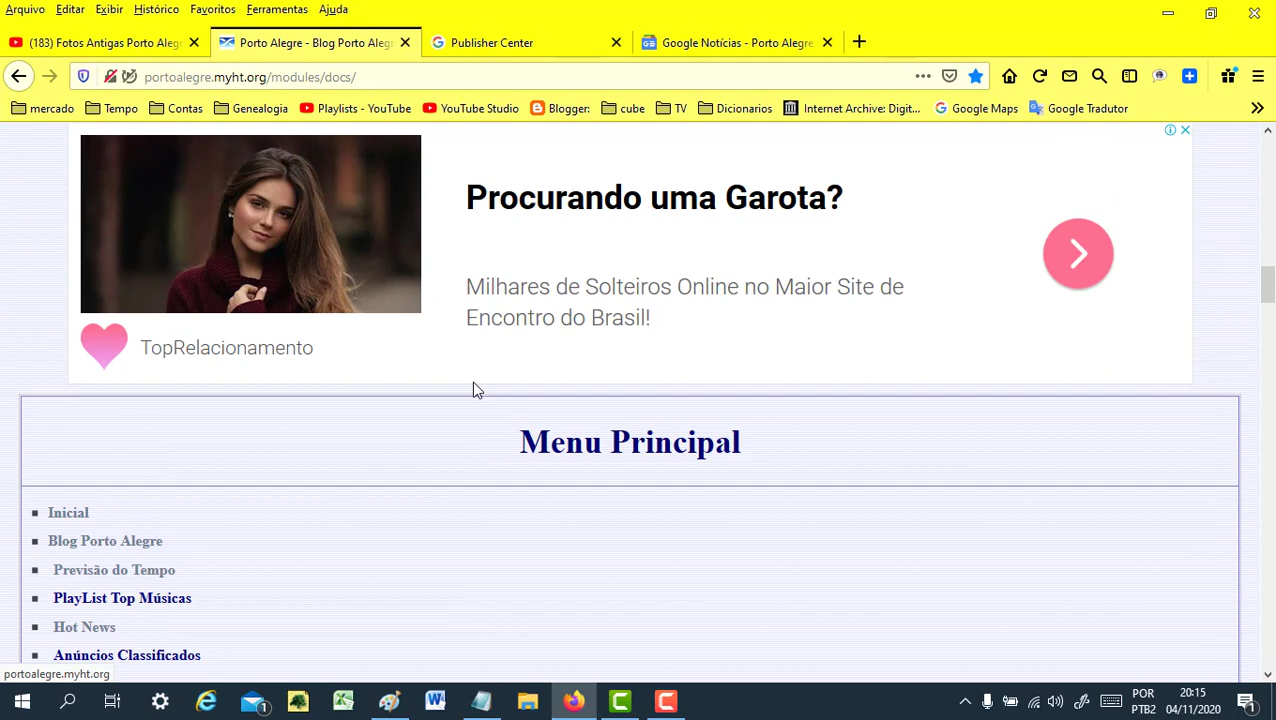 Arquivo Editar Exibir Histórico Favoritos Ferramentas Ajuda
(183) Fotos Antigas Porto Aleg Porto Alegre - Blog Porto Aleg Publisher Center Google Notícias - Porto Alegre
portoalegre.myht.org/modules/docs/
mercado Tempo Contas Genealogia Playlists - YouTube YouTube Studio Blogger: cube TV Dicionarios Internet Archive: Digit... Google Maps Google Tradutor
Procurando uma Garota?
Milhares de Solteiros Online no Maior Site de
Encontro do Brasil!
TopRelacionamento
Menu Principal
Inicial
Blog Porto Alegre
Previsão do Tempo
PlayList Top Músicas
Hot News
Anúncios Classificados
portoalegre.myht.org
POR 20:15
PTB2 04/11/2020